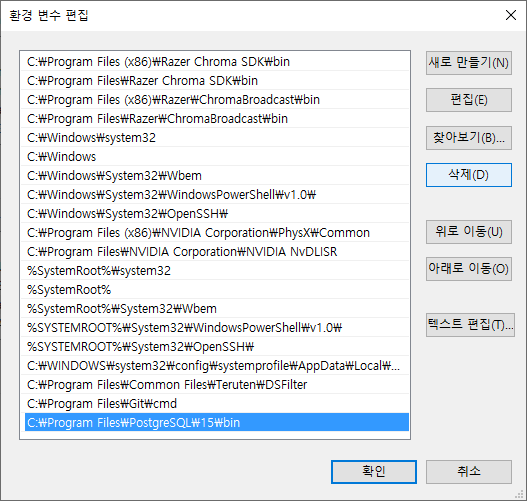 환경 변수 편집
C:₩Program Files (x86)₩Razer Chroma SDK₩bin
C:₩Program Files₩Razer Chroma SDK₩bin
C:₩Program Files (x86)₩Razer₩ChromaBroadcast₩bin
C:₩Program Files₩Razer₩ChromaBroadcast₩bin
C:₩Windows₩system32
C:₩Windows
C:₩Windows₩System32₩Wbem
C:₩Windows₩System32₩WindowsPowerShell₩v1.0₩
C:₩Windows₩System32₩OpenSSH₩
C:₩Program Files (x86)₩NVIDIA Corporation₩PhysX₩Common
C:₩Program Files₩NVIDIA Corporation₩NVIDIA NvDLISR
%SystemRoot%₩system32
%SystemRoot%
%SystemRoot%₩System32₩Wbem
%SYSTEMROOT%₩System32₩WindowsPowerShell₩v1.0₩
%SYSTEMROOT%₩System32₩OpenSSH₩
C:₩WINDOWS₩system32₩config₩systemprofile₩AppData₩Local₩...
C:₩Program Files₩Common Files₩Teruten₩DSFilter
C:₩Program Files₩Git₩cmd
C:₩Program Files₩PostgreSQL₩15₩bin
새로 만들기(N)
편집(E)
찾아보기(B)...
삭제(D)
위로 이동(U)
아래로 이동(O)
텍스트 편집(T)...
확인
취소